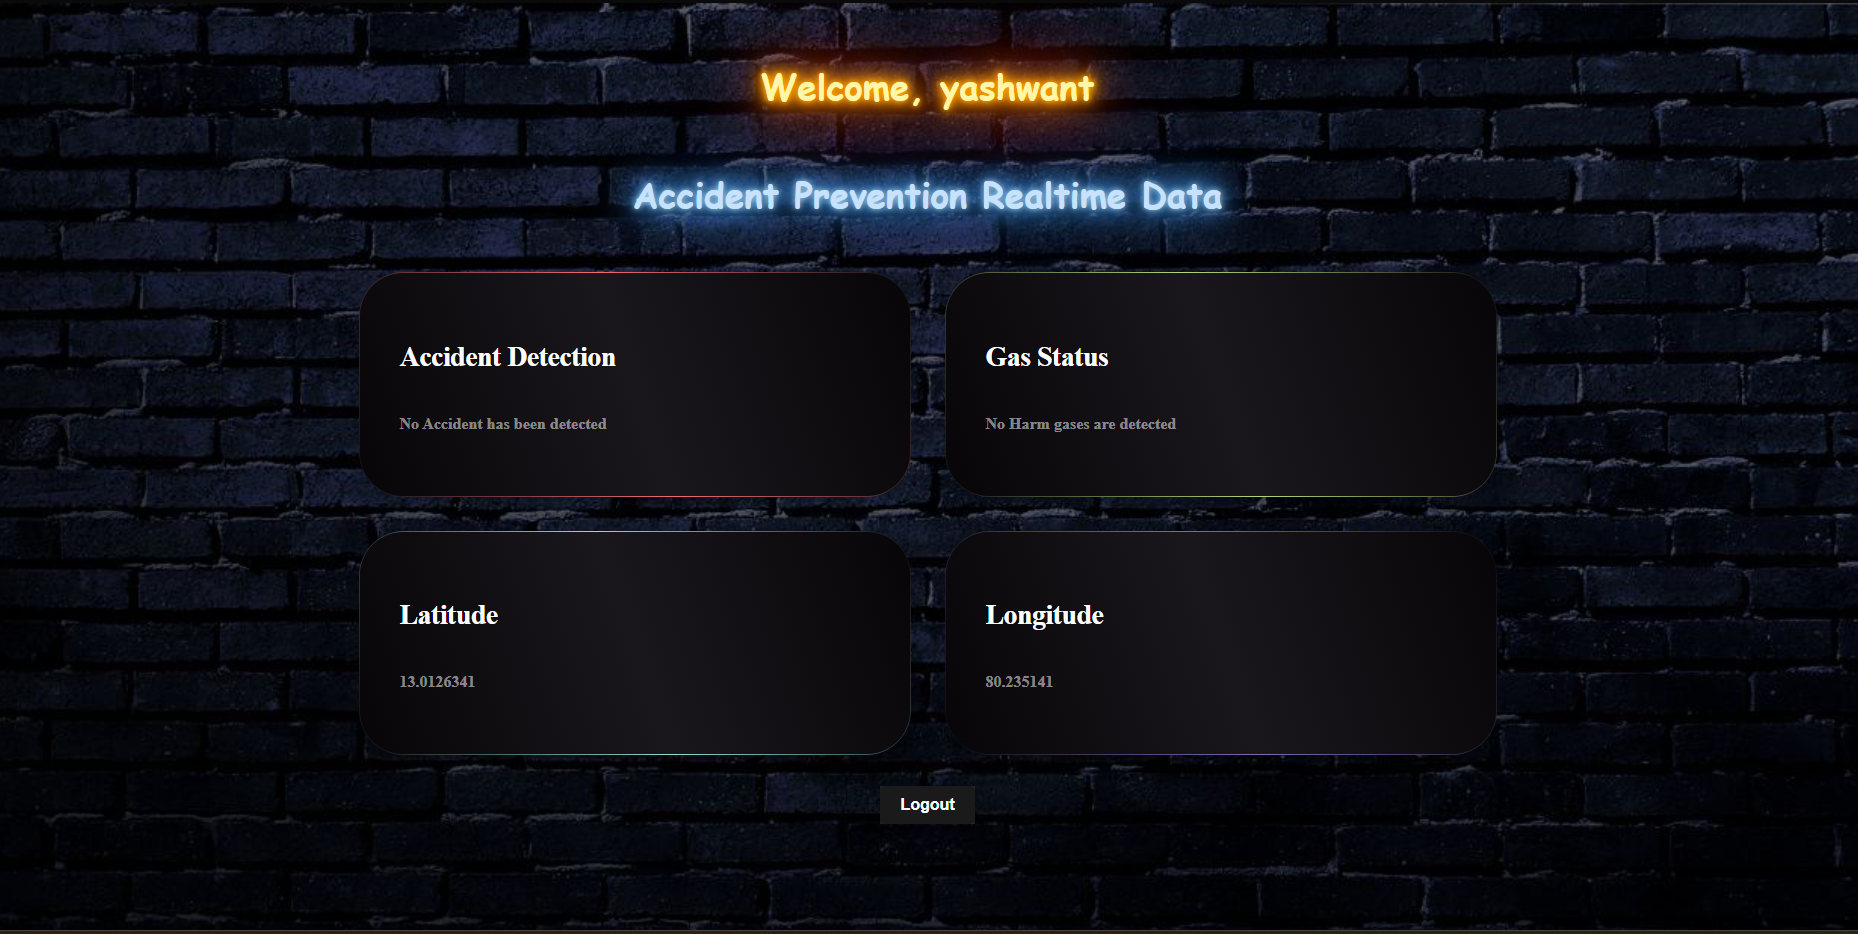 Welcome, yashwant
Accident Prevention Realtime Data
Accident Detection
No Accident has been detected
Gas Status
No Harm gases are detected
Latitude
13.0126341
Longitude
80.235141
Logout